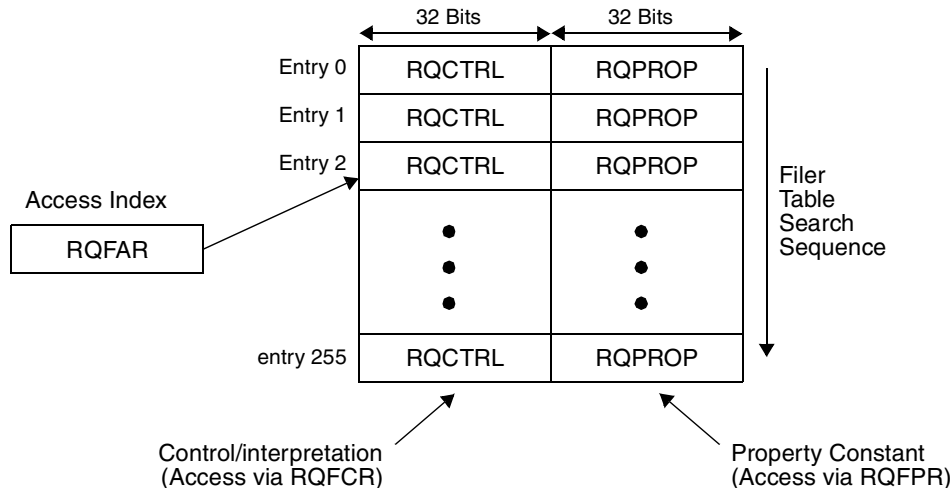 32 Bits 32 Bits
Entry 0 RQCTRL RQPROP
Entry 1 RQCTRL RQPROP
Entry 2 RQCTRL RQPROP
Access Index
RQFAR
Filer
Table
Search
Sequence
entry 255 RQCTRL RQPROP
Control/interpretation
(Access via RQFCR)
Property Constant
(Access via RQFPR)